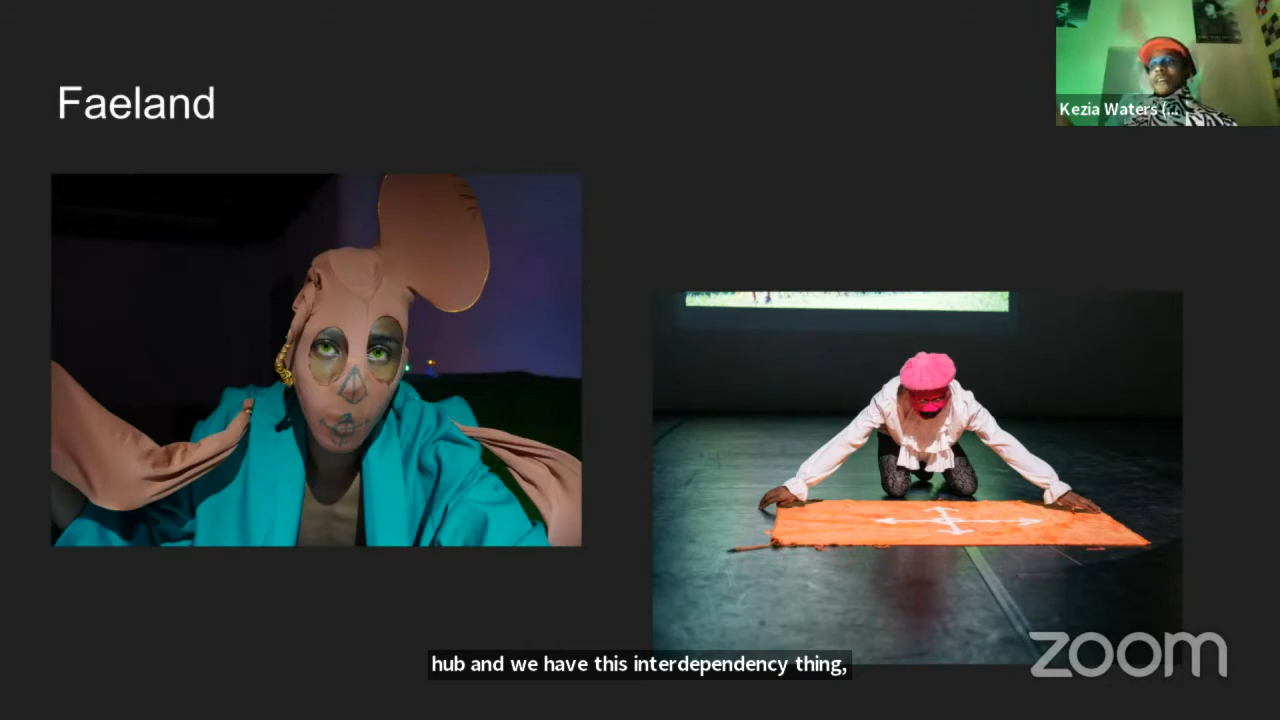 Faeland
Kezia Waters (...
hub and we have this interdependency thing,
zoom